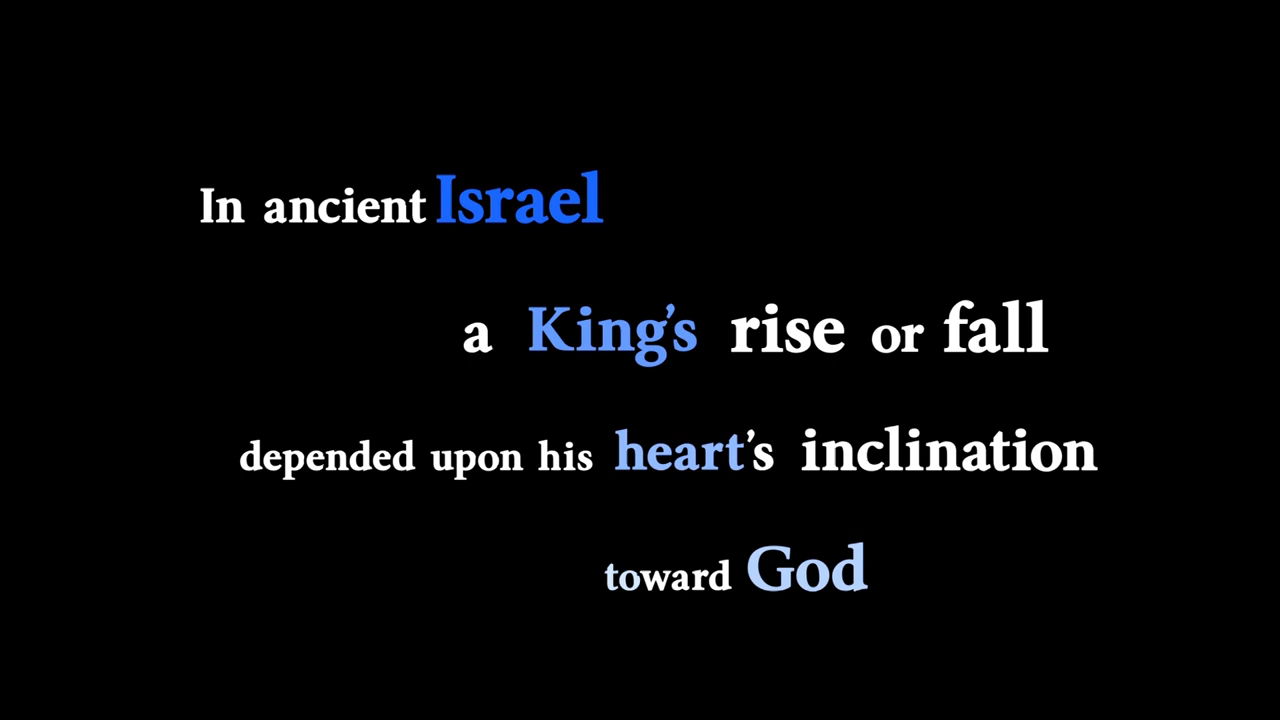 In ancient Israel
a King's rise or fall
depended upon his heart's inclination
toward God